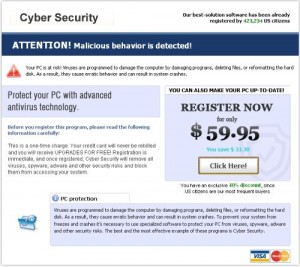 Cyber Security
Our best-solution software has been already
registered by 423,234 US citizens
ATTENTION! Malicious behavior is detected!
Your PC is at risk! Viruses are programmed to damage the computer by damaging programs, deleting files, or reformatting the hard
disk. As a result, they cause erratic behavior and can result in system crashes.
Protect your PC with advanced
antivirus technology.
Before you register this program, please read the following
information carefully:
This is a one-time charge. Your credit card will never be rebilled
and you will receive UPGRADES FOR FREE! Registration is
immediate, and once registered, Cyber Security will remove all
viruses, spyware, adware and other security risks and block
them from accessing your system.
YOU CAN ALSO MAKE YOUR PC UP-TO-DATE!
REGISTER NOW
for only
$59.95
You save $
Click Here!
You have an exclusive 40% discount, since
US citizens are our most frequent buyers
PC protection
Viruses are programmed to damage the computer by damaging programs, deleting files, or reformatting the hard
disk. As a result, they cause erratic behavior and can result in system crashes. To prevent your system from
freezes and crashes it's necessary to use specialized software to protect your PC from viruses, spyware, adware
and other security risks. The best and the most effective example of these programs is Cyber Security.
VISA